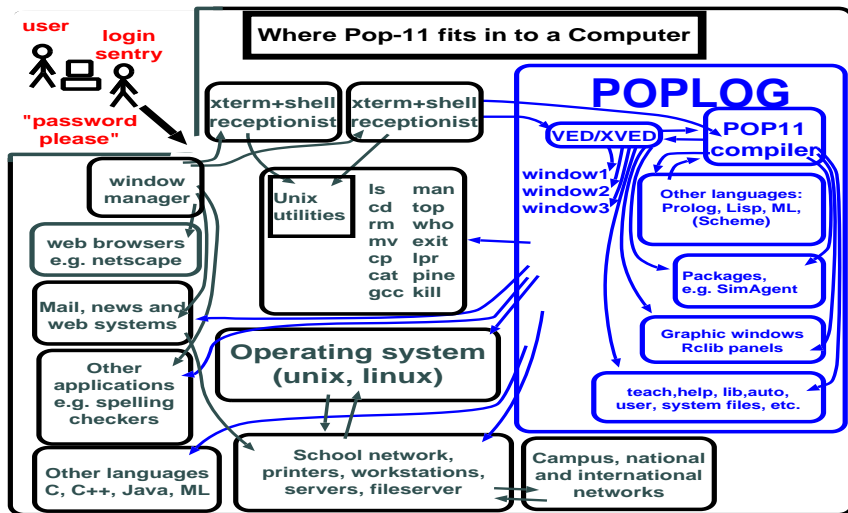 Where Pop-11 fits in to a Computer
user
login
sentry
"password
please"
xterm+shell
receptionist
xterm+shell
receptionist
window
manager
web browsers
e.g. netscape
Mail, news and
web systems
Other
applications
e.g. spelling
checkers
Other languages
C, C++, Java, ML
Unix
utilities
ls man
cd top
rm who
mv exit
cp lpr
cat pine
gcc kill
Operating system
(unix, linux)
School network,
printers, workstations,
servers, fileserver
Campus, national
and international
networks
POPLOG
VED/XVED
POP11
compiler
window1
window2
window3
Other languages:
Prolog, Lisp, ML,
(Scheme)
Packages,
e.g. SimAgent
Graphic windows
Rclib panels
teach,help, lib,auto,
user, system files, etc.